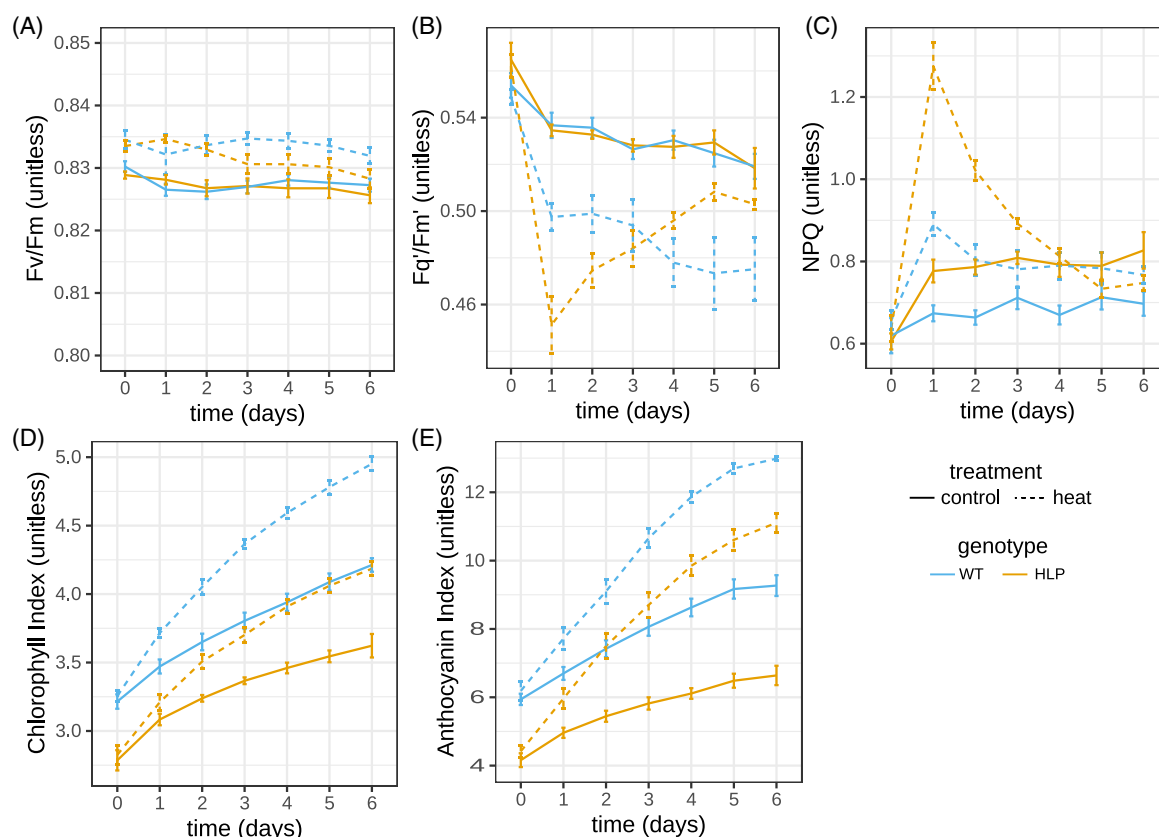 (A)
Fv/Fm (unitless)
0.85
0.84
0.83
0.82
0.81
0.80
0 1 2 3 4 5 6
time (days)
(B)
Fq'/Fm' (unitless)
0.54
0.50
0.46
0 1 2 3 4 5 6
time (days)
(C)
NPQ (unitless)
1.2
1.0
0.8
0.6
0 1 2 3 4 5 6
time (days)
(D)
Chlorophyll Index (unitless)
5.0
4.5
4.0
3.5
3.0
0 1 2 3 4 5 6
time (days)
(E)
Anthocyanin Index (unitless)
12
10
8
6
4
0 1 2 3 4 5 6
time (days)
treatment
control heat
genotype
WT HLP